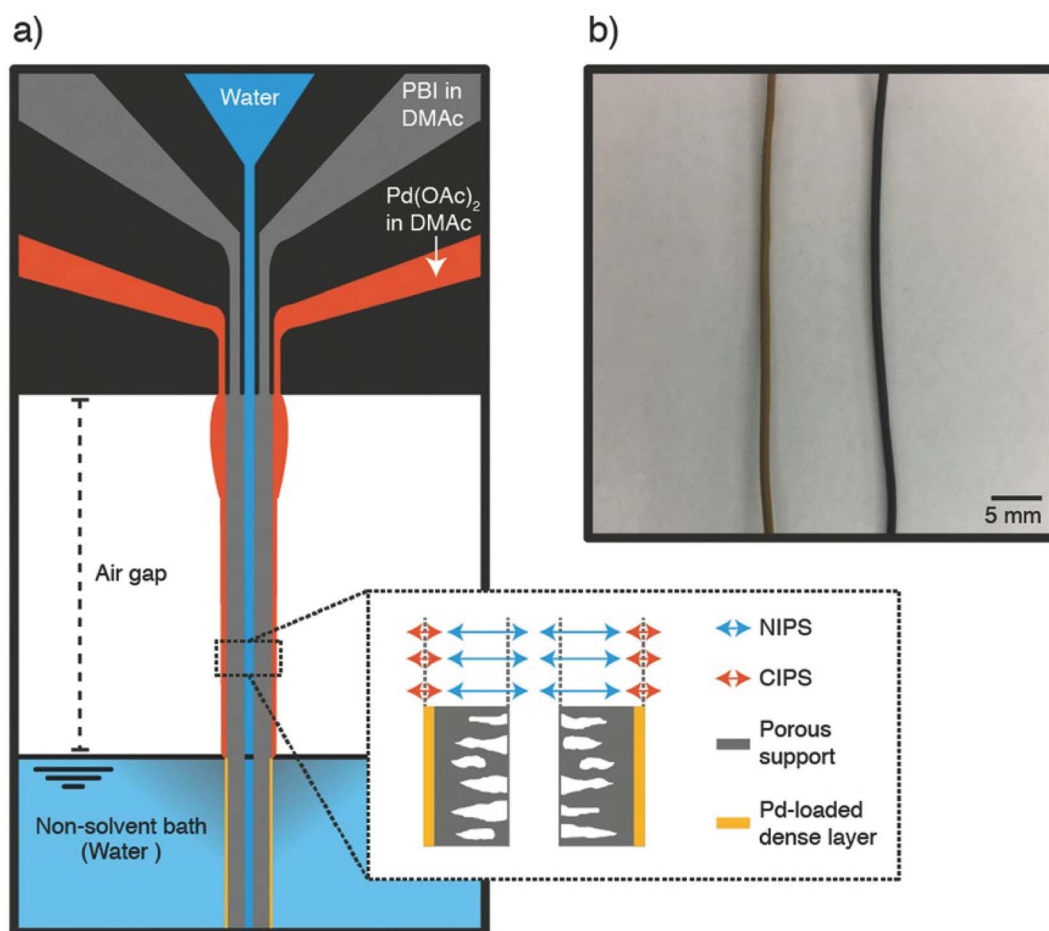 a)
Water
PBI in
DMAc
Pd(OAc)₂
in DMAc
Air gap
Non-solvent bath
(Water )
b)
5 mm
NIPS
CIPS
Porous
support
Pd-loaded
dense layer